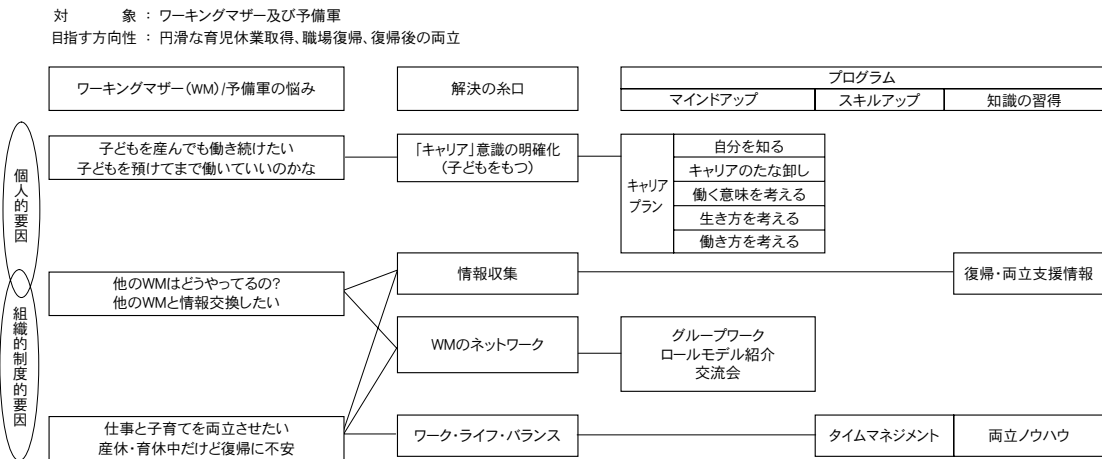 対　　　象 ： ワーキングマザー及び予備軍
目指す方向性 ： 円滑な育児休業取得、職場復帰、復帰後の両立
ワーキングマザー（WM）/予備軍の悩み
解決の糸口
プログラム
マインドアップ
スキルアップ
知識の習得
個人的要因
子どもを産んでも働き続けたい
子どもを預けてまで働いていいのかな
「キャリア」意識の明確化
（子どもをもつ）
キャリア
プラン
自分を知る
キャリアのたな卸し
働く意味を考える
生き方を考える
働き方を考える
組織的制度的要因
他のWMはどうやってるの？
他のWMと情報交換したい
情報収集
復帰・両立支援情報
WMのネットワーク
グループワーク
ロールモデル紹介
交流会
仕事と子育てを両立させたい
産休・育休中だけど復帰に不安
ワーク・ライフ・バランス
タイムマネジメント
両立ノウハウ